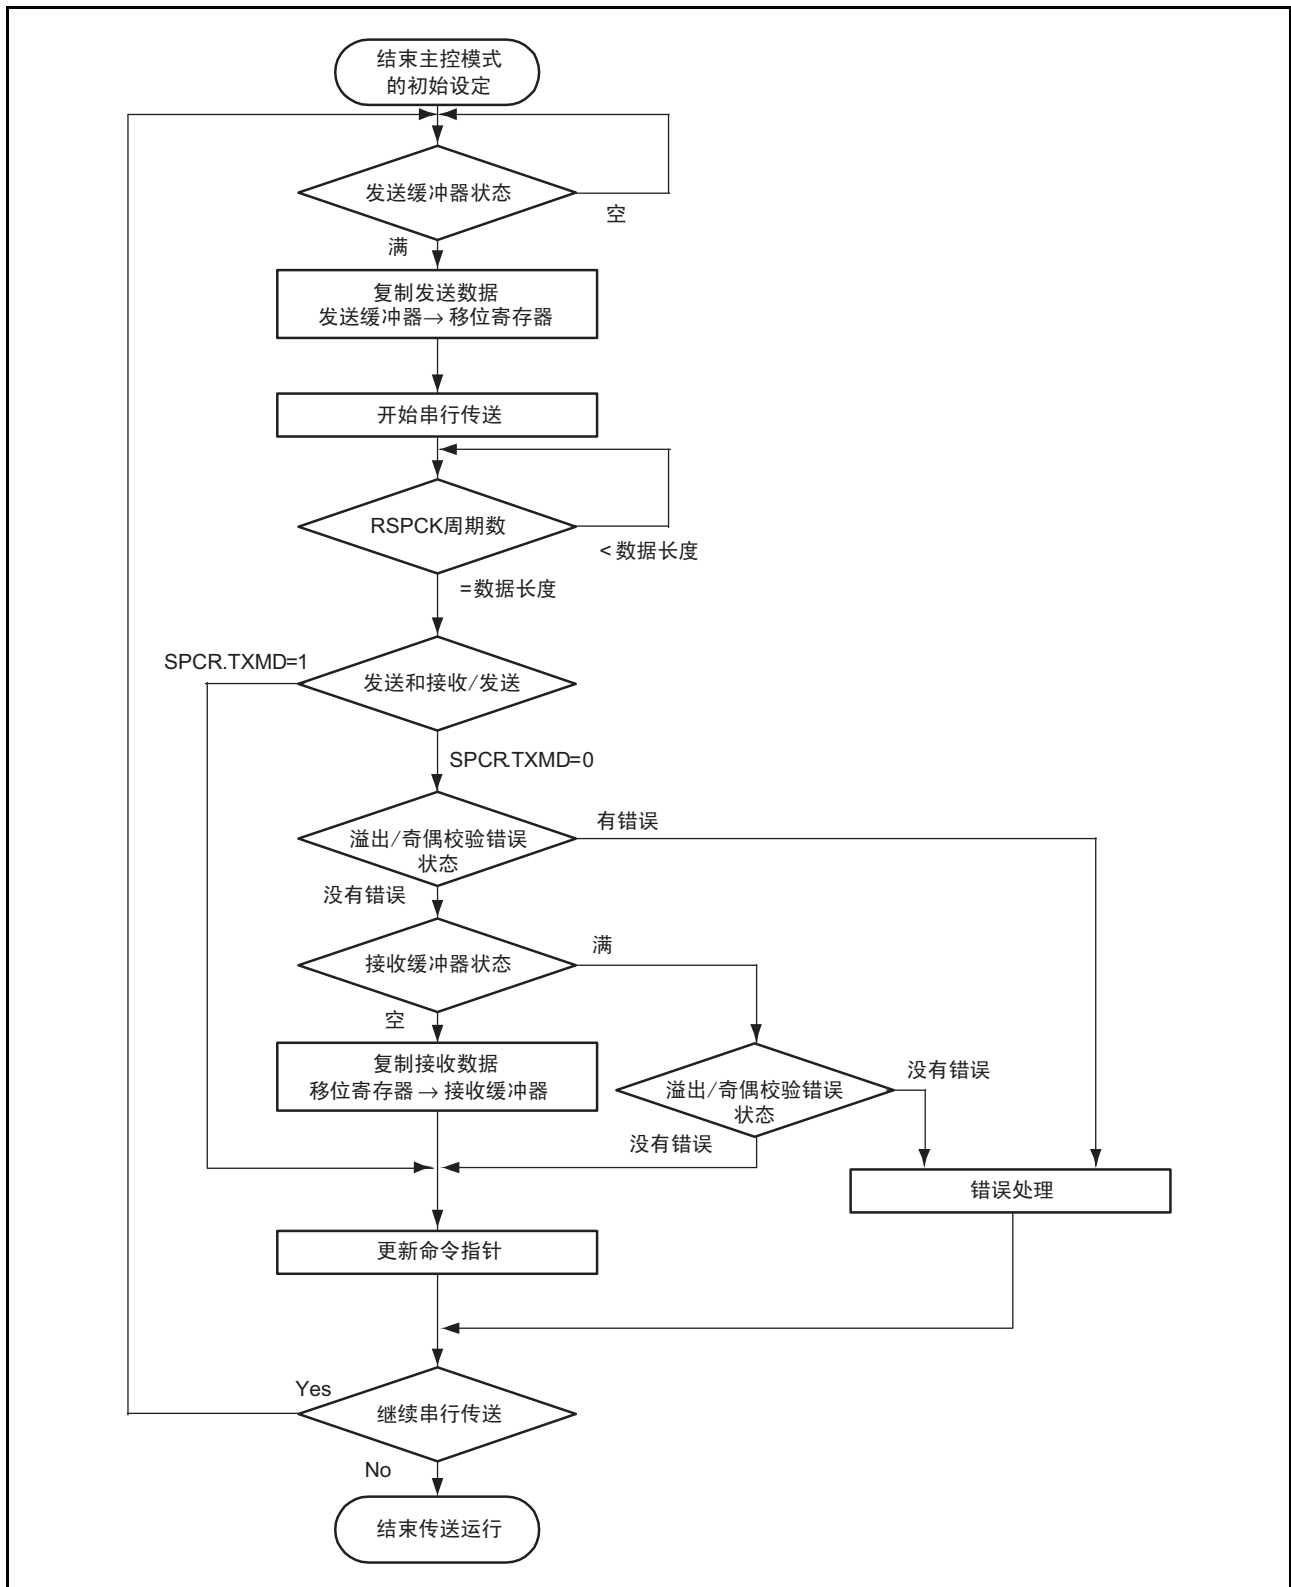 结束主控模式
的初始设定
发送缓冲器状态
空
满
复制发送数据
发送缓冲器→移位寄存器
开始串行传送
RSPCK周期数
<数据长度
=数据长度
SPCR.TXMD=1
发送和接收/发送
SPCR.TXMD=0
有错误
溢出/奇偶校验错误
状态
没有错误
满
接收缓冲器状态
空
复制接收数据
移位寄存器→接收缓冲器
没有错误
溢出/奇偶校验错误
状态
没有错误
错误处理
更新命令指针
Yes
继续串行传送
No
结束传送运行